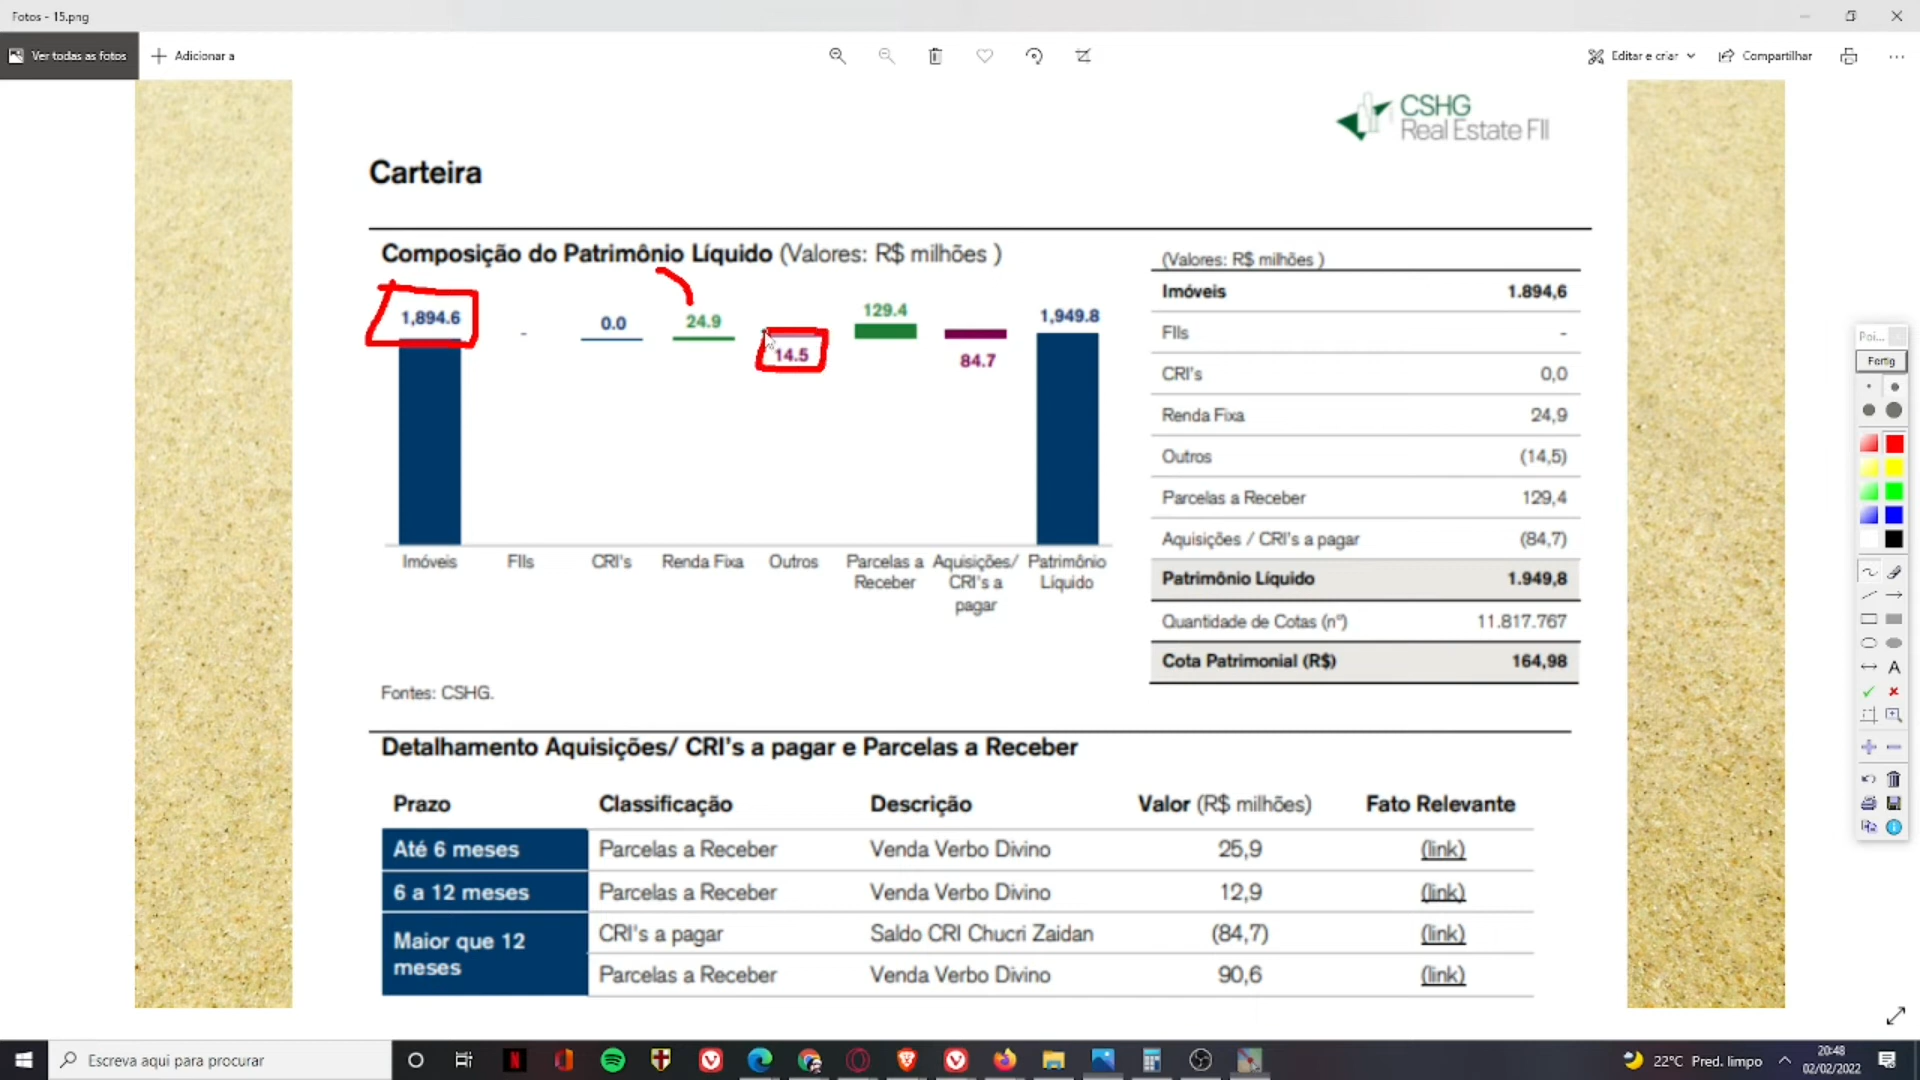 Fotos - 15.png
Ver todas as fotos
Adicionar a
Editar e criar
Compartilhar
CSHG
Real Estate FII
Carteira
Composição do Patrimônio Líquido (Valores: R$ milhões )
1,894.6
-
0.0
24.9
14.5
129.4
84.7
1,949.8
Imóveis
FIIs
CRI's
Renda Fixa
Outros
Parcelas a
Receber
Aquisições/
CRI's a
pagar
Patrimônio
Líquido
Fontes: CSHG.
(Valores: R$ milhões )
Imóveis 1.894,6
FIIs -
CRI's 0,0
Renda Fixa 24,9
Outros (14,5)
Parcelas a Receber 129,4
Aquisições / CRI's a pagar (84,7)
Patrimônio Líquido 1.949,8
Quantidade de Cotas (nº) 11.817.767
Cota Patrimonial (R$) 164,98
Poi...
Fertig
A
Detalhamento Aquisições/ CRI's a pagar e Parcelas a Receber
Prazo Classificação Descrição Valor (R$ milhões) Fato Relevante
Até 6 meses Parcelas a Receber Venda Verbo Divino 25,9 (link)
6 a 12 meses Parcelas a Receber Venda Verbo Divino 12,9 (link)
Maior que 12
meses
CRI's a pagar Saldo CRI Chucri Zaidan (84,7) (link)
Parcelas a Receber Venda Verbo Divino 90,6 (link)
Escreva aqui para procurar
22°C Pred. limpo
20:48
02/02/2022